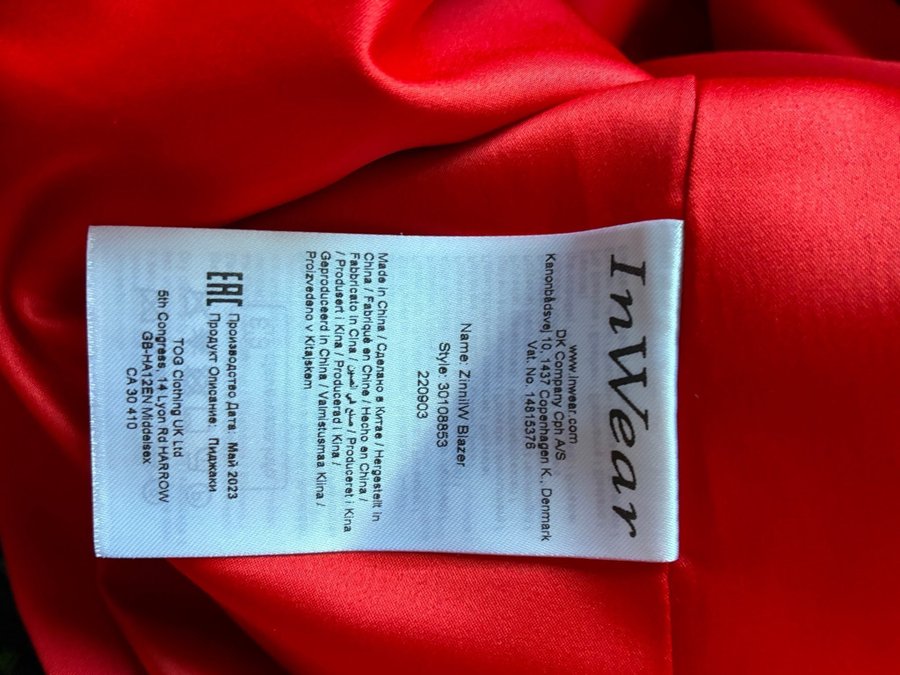 InWear
www.inwear.com
DK Company Cph A/S
Kanonbådsvej 10, 1437 Copenhagen K., Denmark
Vat. No. 14815376
Name: ZinniIW Blazer
Style: 30108853
220903
Made in China / Сделано в Китае / Hergestellt in
China / Fabriqué en Chine / Hecho en China /
Fabbricato in Cina / صنع في الصين / Produceret i Kina
/ Produsert i Kina / Producerad i Kina /
Geproduceerd in China / Valmistusmaa Kiina /
Proizvedeno v Kitajskem
EAC
Производство Дата: Май 2023
Продукт Описание: Пиджаки
TOG Clothing UK Ltd
5th Congress, 14 Lyon Rd HARROW
GB-HA12EN Middelsex
CA 30 410